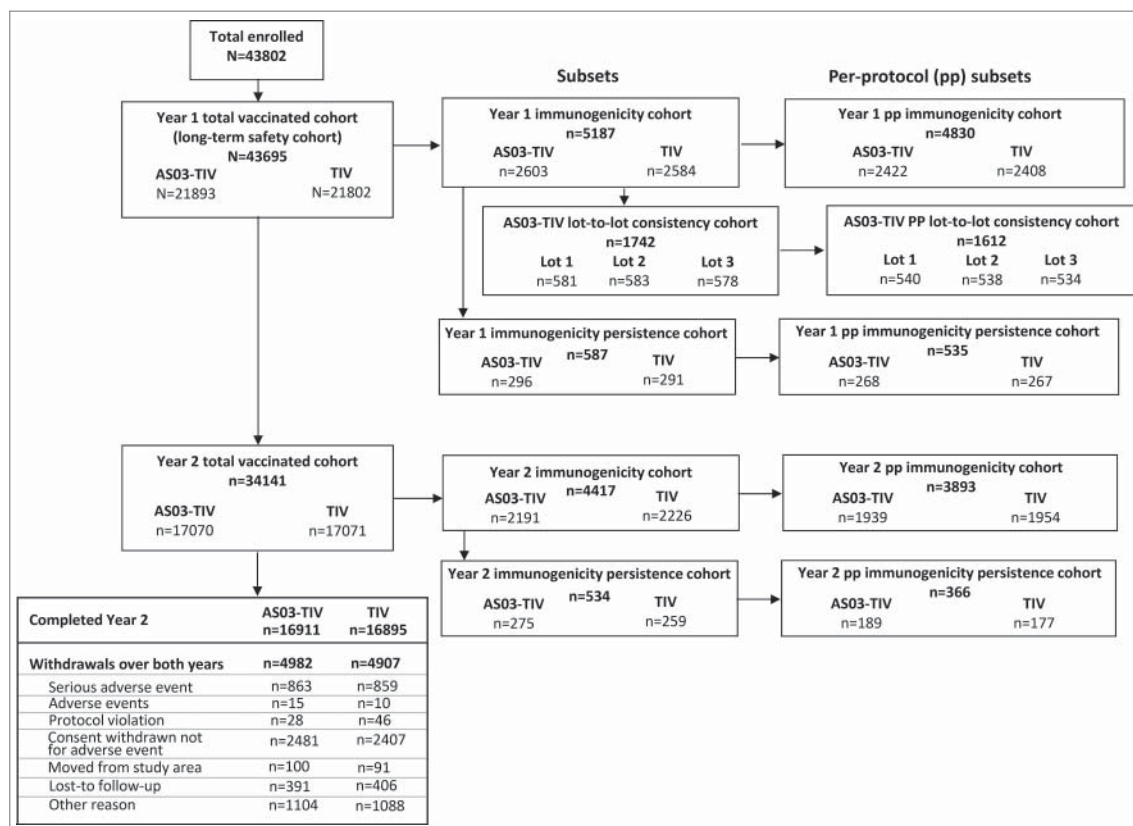 Total enrolled
N=43802
Subsets
Per-protocol (pp) subsets
Year 1 total vaccinated cohort
(long-term safety cohort)
N=43695
AS03-TIV TIV
N=21893 N=21802
Year 1 immunogenicity cohort
n=5187
AS03-TIV TIV
n=2603 n=2584
Year 1 pp immunogenicity cohort
n=4830
AS03-TIV TIV
n=2422 n=2408
AS03-TIV lot-to-lot consistency cohort
n=1742
Lot 1 Lot 2 Lot 3
n=581 n=583 n=578
AS03-TIV PP lot-to-lot consistency cohort
n=1612
Lot 1 Lot 2 Lot 3
n=540 n=538 n=534
Year 1 immunogenicity persistence cohort
AS03-TIV n=587 TIV
n=296 n=291
Year 1 pp immunogenicity persistence cohort
AS03-TIV n=535 TIV
n=268 n=267
Year 2 total vaccinated cohort
n=34141
AS03-TIV TIV
n=17070 n=17071
Year 2 immunogenicity cohort
AS03-TIV n=4417 TIV
n=2191 n=2226
Year 2 pp immunogenicity cohort
AS03-TIV n=3893 TIV
n=1939 n=1954
Year 2 immunogenicity persistence cohort
AS03-TIV n=534 TIV
n=275 n=259
Year 2 pp immunogenicity persistence cohort
AS03-TIV n=366 TIV
n=189 n=177
Completed Year 2 AS03-TIV TIV
n=16911 n=16895
Withdrawals over both years n=4982 n=4907
Serious adverse event n=863 n=859
Adverse events n=15 n=10
Protocol violation n=28 n=46
Consent withdrawn not
for adverse event n=2481 n=2407
Moved from study area n=100 n=91
Lost-to follow-up n=391 n=406
Other reason n=1104 n=1088